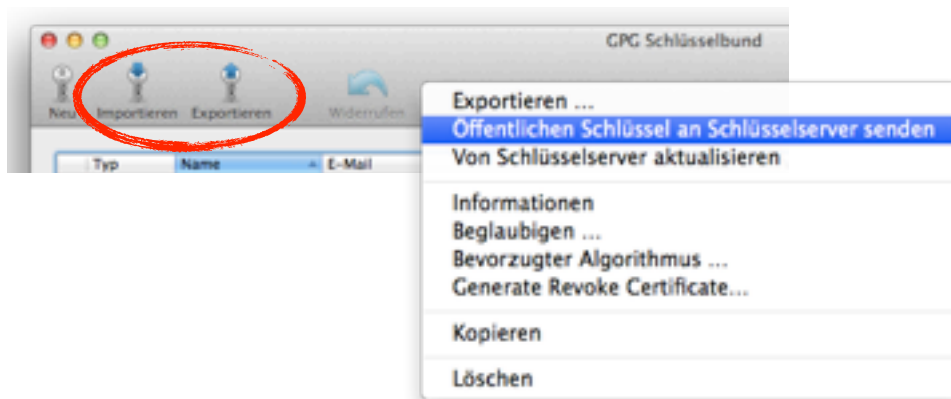 GPG Schlüsselbund
Neu Importieren Exportieren Widerrufen
Typ Name E-Mail
Exportieren ...
Öffentlichen Schlüssel an Schlüsselserver senden
Von Schlüsselserver aktualisieren
Informationen
Beglaubigen ...
Bevorzugter Algorithmus ...
Generate Revoke Certificate...
Kopieren
Löschen